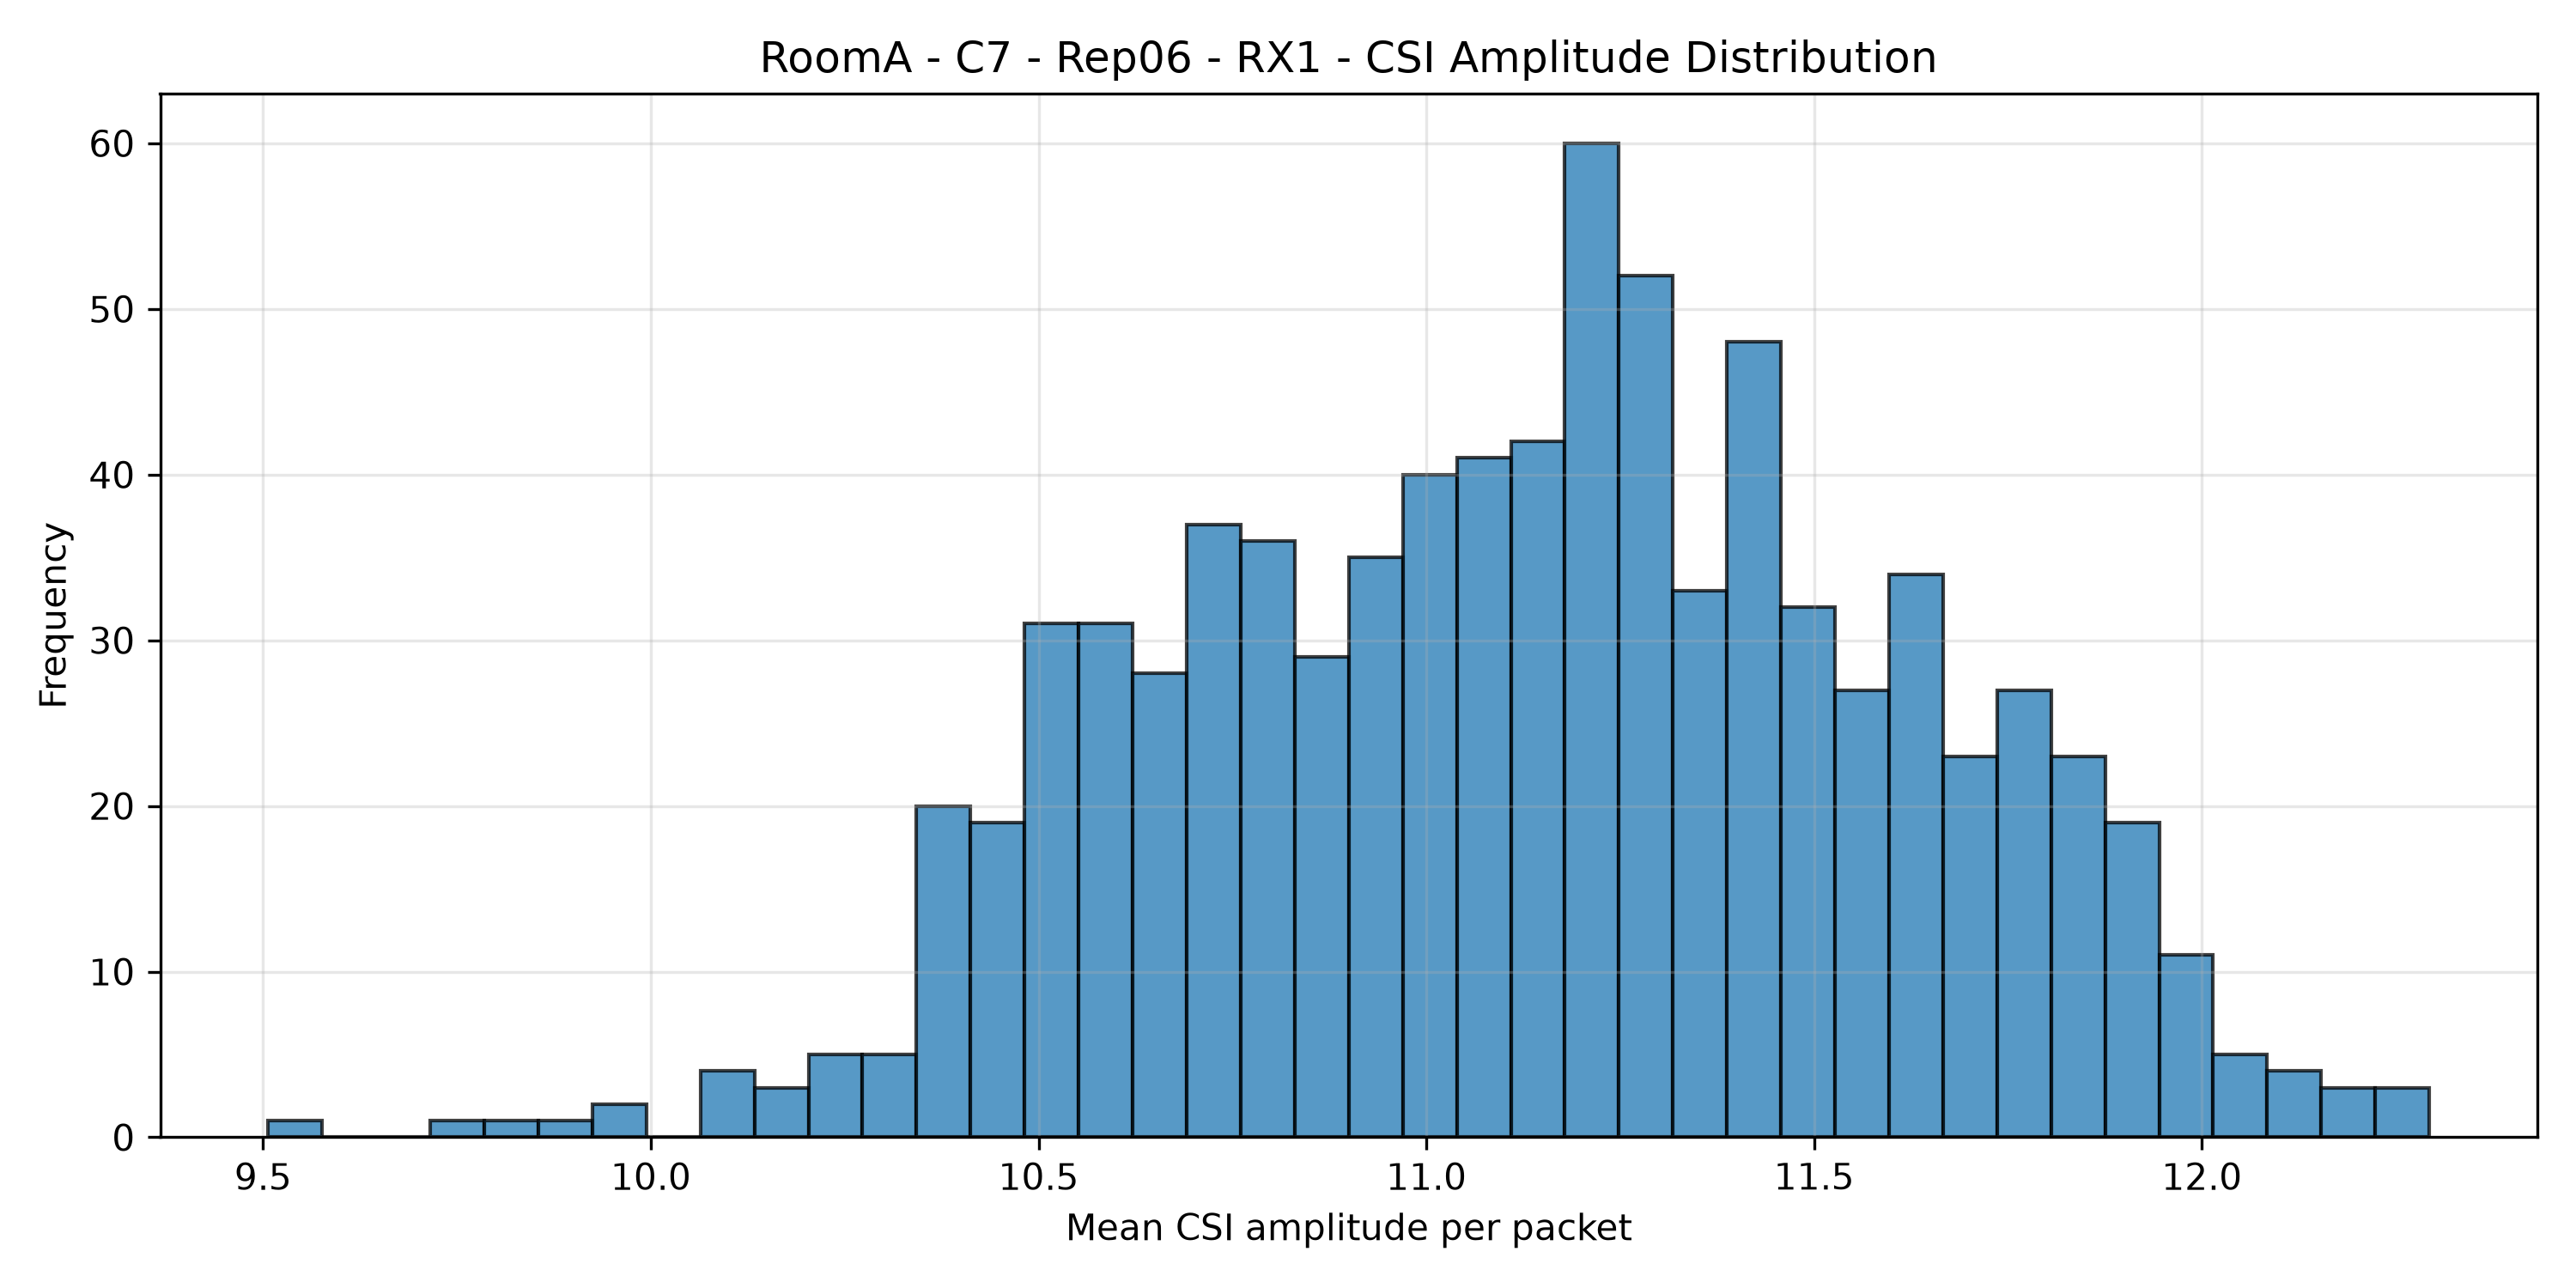 RoomA - C7 - Rep06 - RX1 - CSI Amplitude Distribution
60
50
40
30
20
10
0
Frequency
9.5 10.0 10.5 11.0 11.5 12.0
Mean CSI amplitude per packet